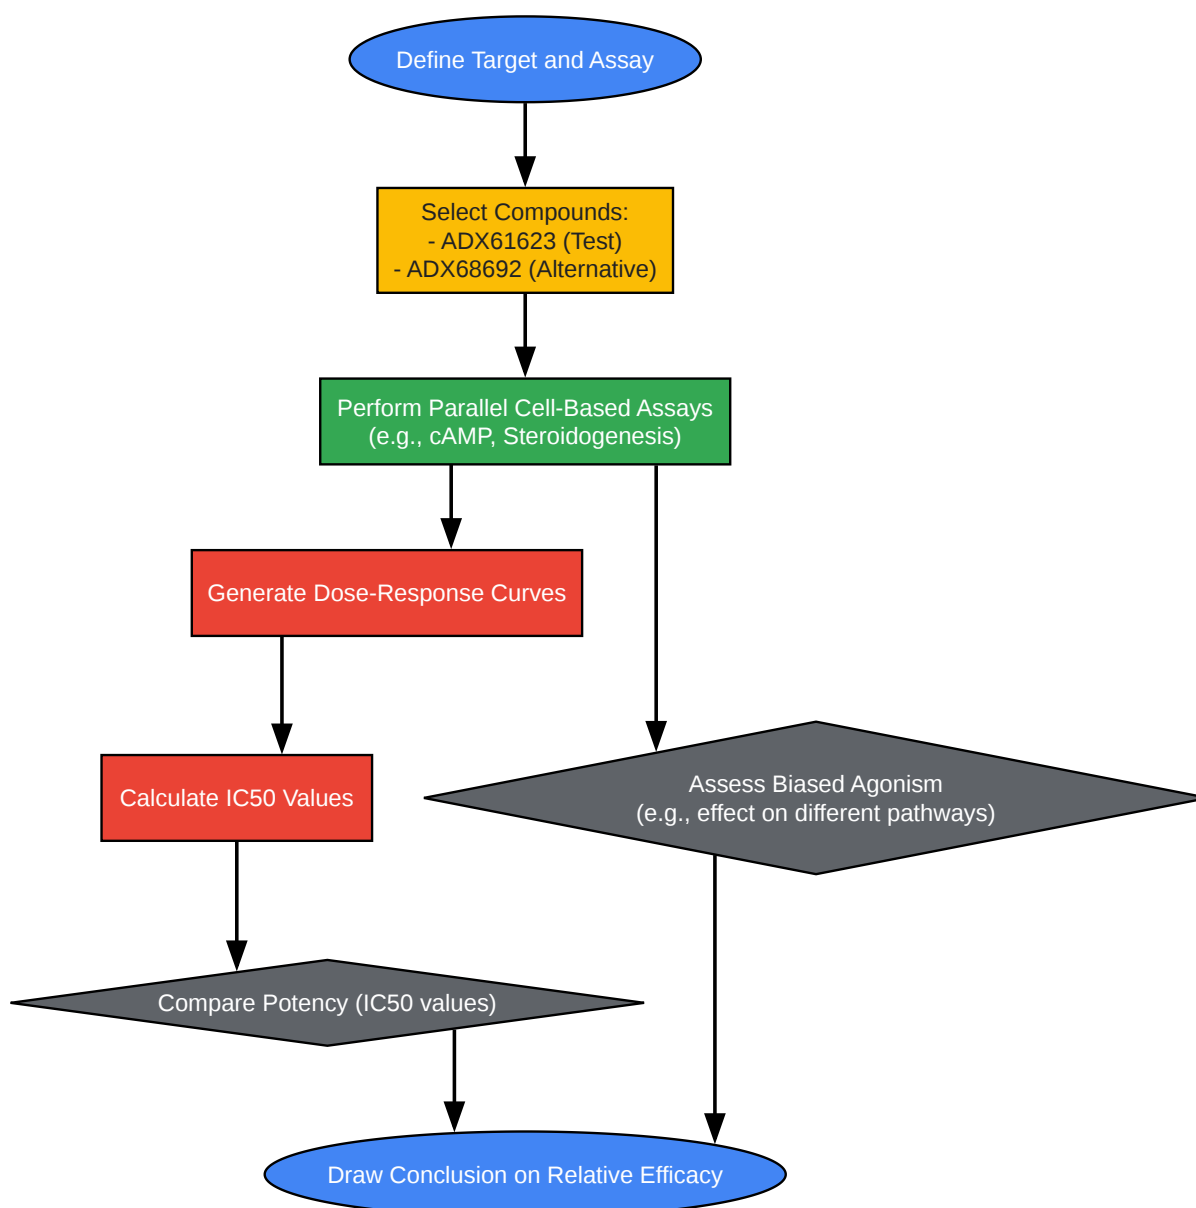 Define Target and Assay
Select Compounds:
- ADX61623 (Test)
- ADX68692 (Alternative)
Perform Parallel Cell-Based Assays
(e.g., cAMP, Steroidogenesis)
Generate Dose-Response Curves
Calculate IC50 Values
Assess Biased Agonism
(e.g., effect on different pathways)
Compare Potency (IC50 values)
Draw Conclusion on Relative Efficacy